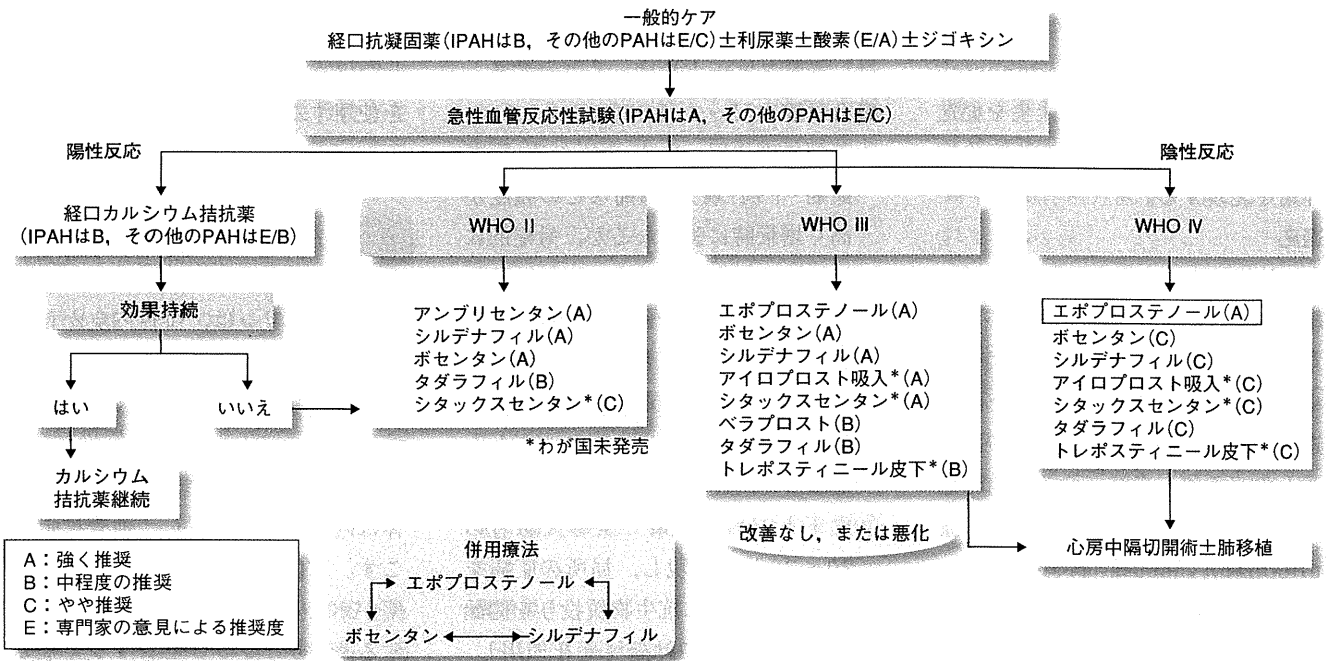 一般的ケア
経口抗凝固薬(IPAHはB，その他のPAHはE/C)±利尿薬±酸素(E/A)±ジゴキシン
急性血管反応性試験(IPAHはA，その他のPAHはE/C)
陽性反応
陰性反応
経口カルシウム拮抗薬
(IPAHはB，その他のPAHはE/B)
効果持続
はい
いいえ
カルシウム
拮抗薬継続
WHO II
アンブリセンタン(A)
シルデナフィル(A)
ボセンタン(A)
タダラフィル(B)
シタックスセンタン*(C)
*わが国未発売
WHO III
エポプロステノール(A)
ボセンタン(A)
シルデナフィル(A)
アイロプロスト吸入*(A)
シタックスセンタン*(A)
ベラプロスト(B)
タダラフィル(B)
トレポスティニール皮下*(B)
改善なし，または悪化
WHO IV
エポプロステノール(A)
ボセンタン(C)
シルデナフィル(C)
アイロプロスト吸入*(C)
シタックスセンタン*(C)
タダラフィル(C)
トレポスティニール皮下*(C)
心房中隔切開術±肺移植
A：強く推奨
B：中程度の推奨
C：やや推奨
E：専門家の意見による推奨度
併用療法
エポプロステノール
ボセンタン
シルデナフィル